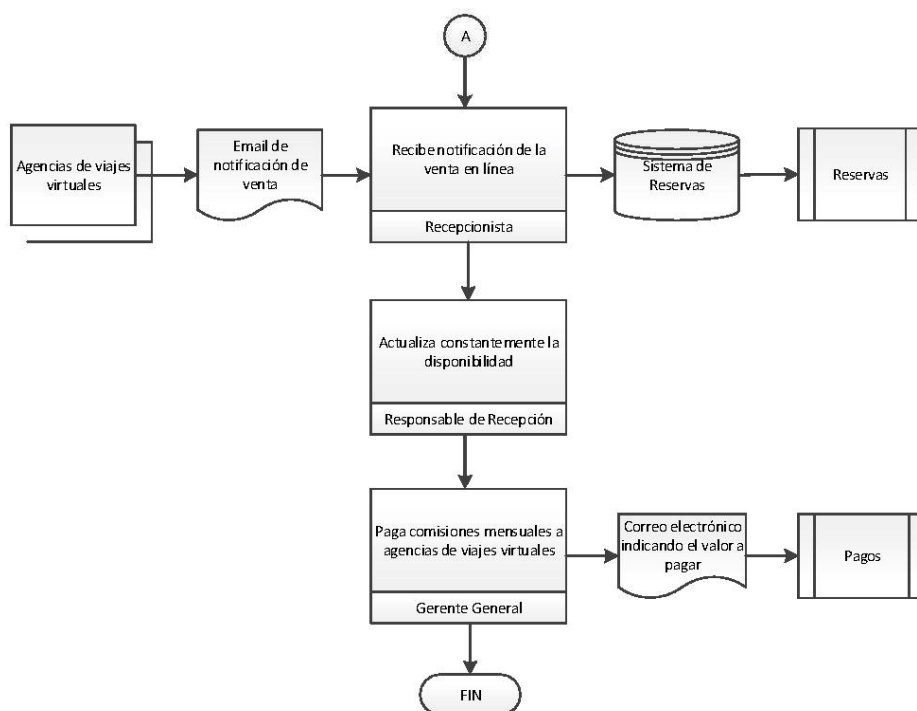 A
Agencias de viajes
virtuales
Email de
notificación de
venta
Recibe notificación de la
venta en línea
Recepcionista
Sistema de
Reservas
Reservas
Actualiza constantemente la
disponibilidad
Responsable de Recepción
Paga comisiones mensuales a
agencias de viajes virtuales
Gerente General
Correo electrónico
indicando el valor a
pagar
Pagos
FIN